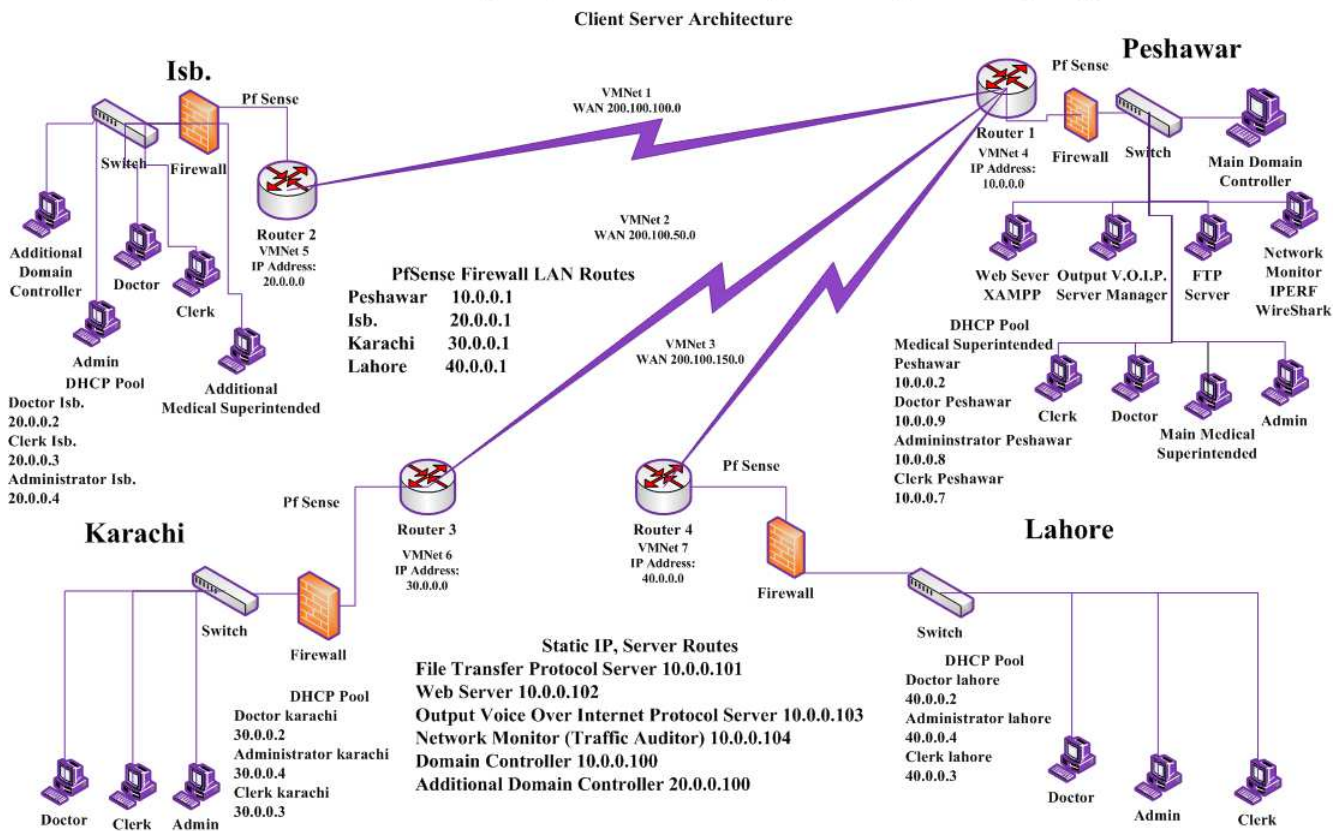 Client Server Architecture
Isb.
Pf Sense
Switch
Firewall
Router 2
VMNet 5
IP Address:
20.0.0.0
Additional
Domain
Controller
Doctor
Clerk
Admin
Additional
Medical Superintended
DHCP Pool
Doctor Isb.
20.0.0.2
Clerk Isb.
20.0.0.3
Administrator Isb.
20.0.0.4
VMNet 1
WAN 200.100.100.0
VMNet 2
WAN 200.100.50.0
VMNet 3
WAN 200.100.150.0
PfSense Firewall LAN Routes
Peshawar 10.0.0.1
Isb. 20.0.0.1
Karachi 30.0.0.1
Lahore 40.0.0.1
Peshawar
Pf Sense
Router 1
VMNet 4
IP Address:
10.0.0.0
Firewall
Switch
Main Domain
Controller
Web Sever
XAMPP
Output V.O.I.P.
Server Manager
FTP
Server
Network
Monitor
IPERF
WireShark
DHCP Pool
Medical Superintended
Peshawar
10.0.0.2
Doctor Peshawar
10.0.0.9
Admininstrator Peshawar
10.0.0.8
Clerk Peshawar
10.0.0.7
Clerk
Doctor
Main Medical
Superintended
Admin
Karachi
Pf Sense
Router 3
VMNet 6
IP Address:
30.0.0.0
Switch
Firewall
DHCP Pool
Doctor karachi
30.0.0.2
Administrator karachi
30.0.0.4
Clerk karachi
30.0.0.3
Doctor
Clerk
Admin
Static IP, Server Routes
File Transfer Protocol Server 10.0.0.101
Web Server 10.0.0.102
Output Voice Over Internet Protocol Server 10.0.0.103
Network Monitor (Traffic Auditor) 10.0.0.104
Domain Controller 10.0.0.100
Additional Domain Controller 20.0.0.100
Lahore
Pf Sense
Router 4
VMNet 7
IP Address:
40.0.0.0
Firewall
Switch
DHCP Pool
Doctor lahore
40.0.0.2
Administrator lahore
40.0.0.4
Clerk lahore
40.0.0.3
Doctor
Admin
Clerk